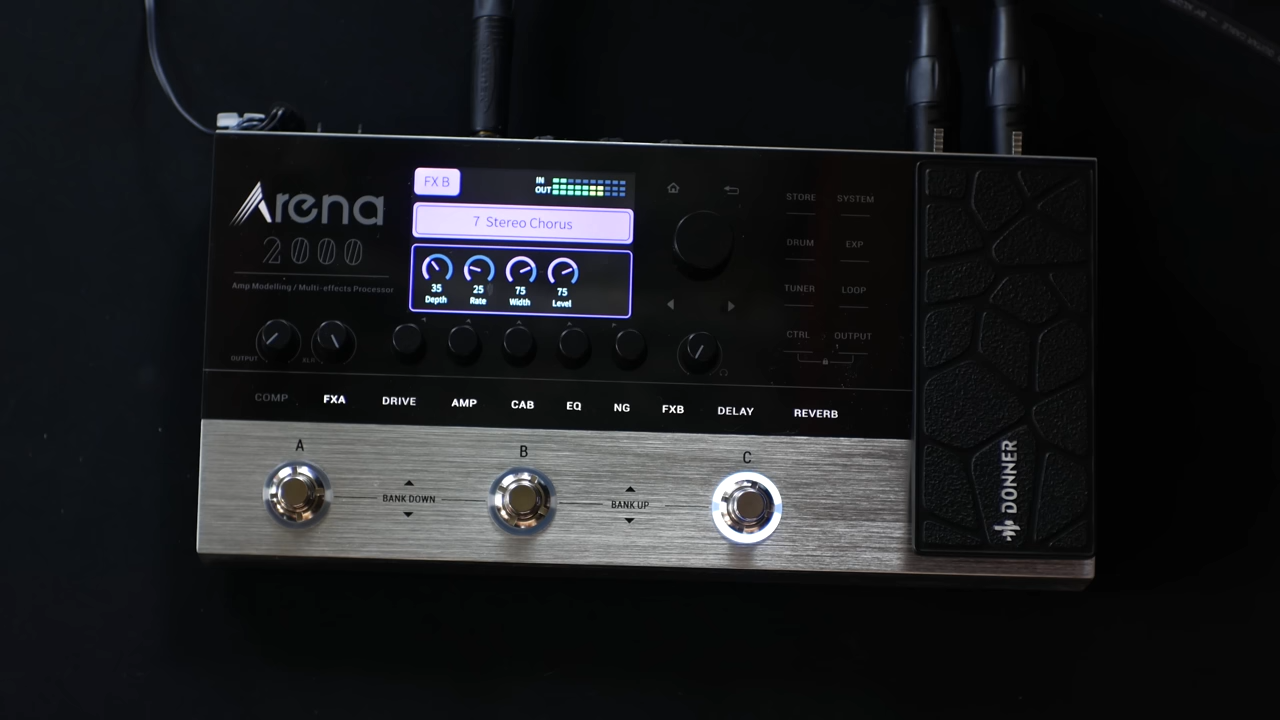 Arena
2000
Amp Modelling / Multi-effects Processor
FX B
IN
OUT
7 Stereo Chorus
35 25 75 75
Depth Rate Width Level
STORE SYSTEM
DRUM EXP
TUNER LOOP
CTRL OUTPUT
OUTPUT XLR
COMP FXA DRIVE AMP CAB EQ NG FXB DELAY REVERB
A B C
BANK DOWN BANK UP
DONNER